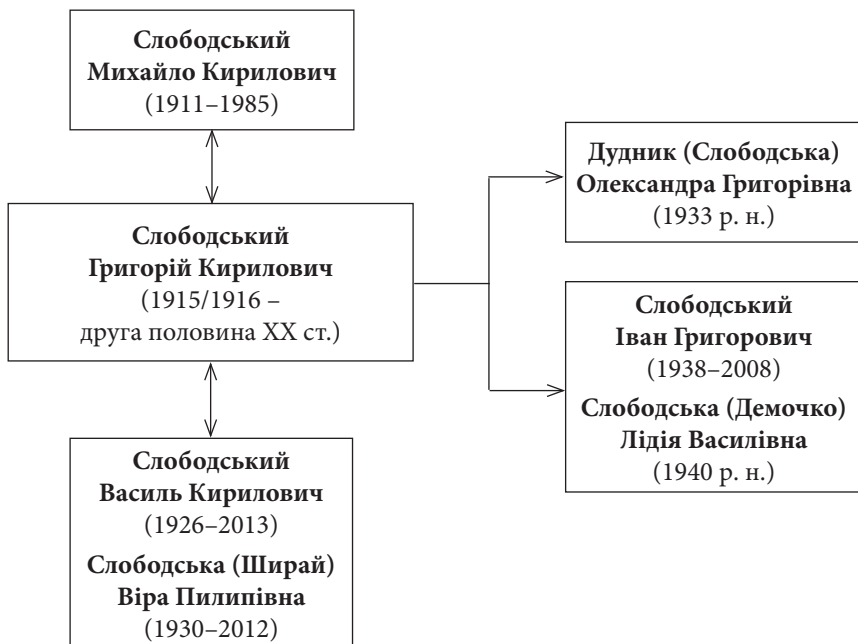 Слободський
Михайло Кирилович
(1911–1985)
Слободський
Григорій Кирилович
(1915/1916 –
друга половина ХХ ст.)
Слободський
Василь Кирилович
(1926–2013)
Слободська (Ширай)
Віра Пилипівна
(1930–2012)
Дудник (Слободська)
Олександра Григорівна
(1933 р. н.)
Слободський
Іван Григорович
(1938–2008)
Слободська (Демочко)
Лідія Василівна
(1940 р. н.)